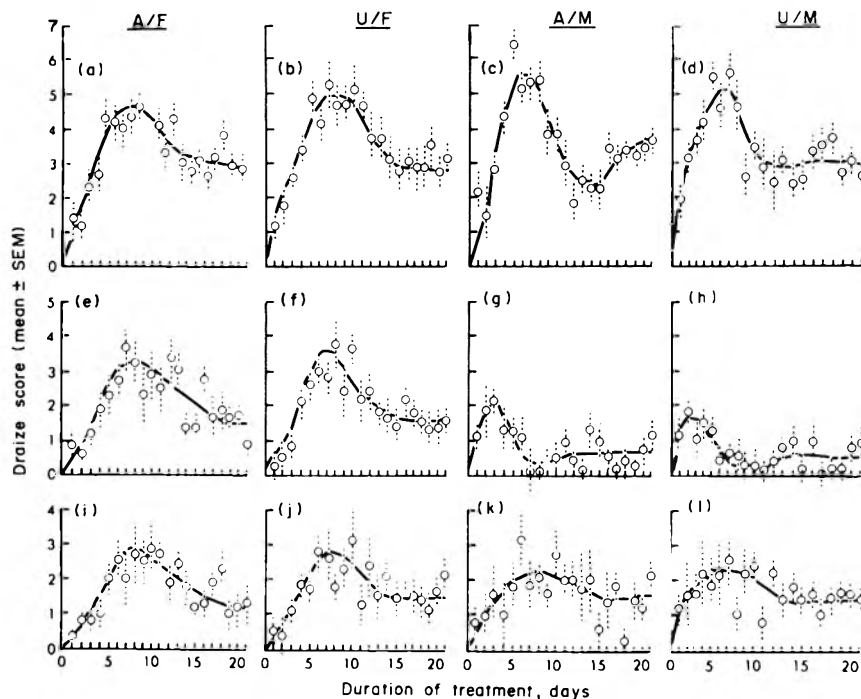 A/F U/F A/M U/M
7
6
5
4
3
2
1
0
(a) (b) (c) (d)
5
4
3
2
1
0
(e) (f) (g) (h)
4
3
2
1
0
(i) (j) (k) (l)
0 5 10 15 20 0 5 10 15 20 0 5 10 15 20 0 5 10 15 20
Draize score (mean ± SEM)
Duration of treatment, days